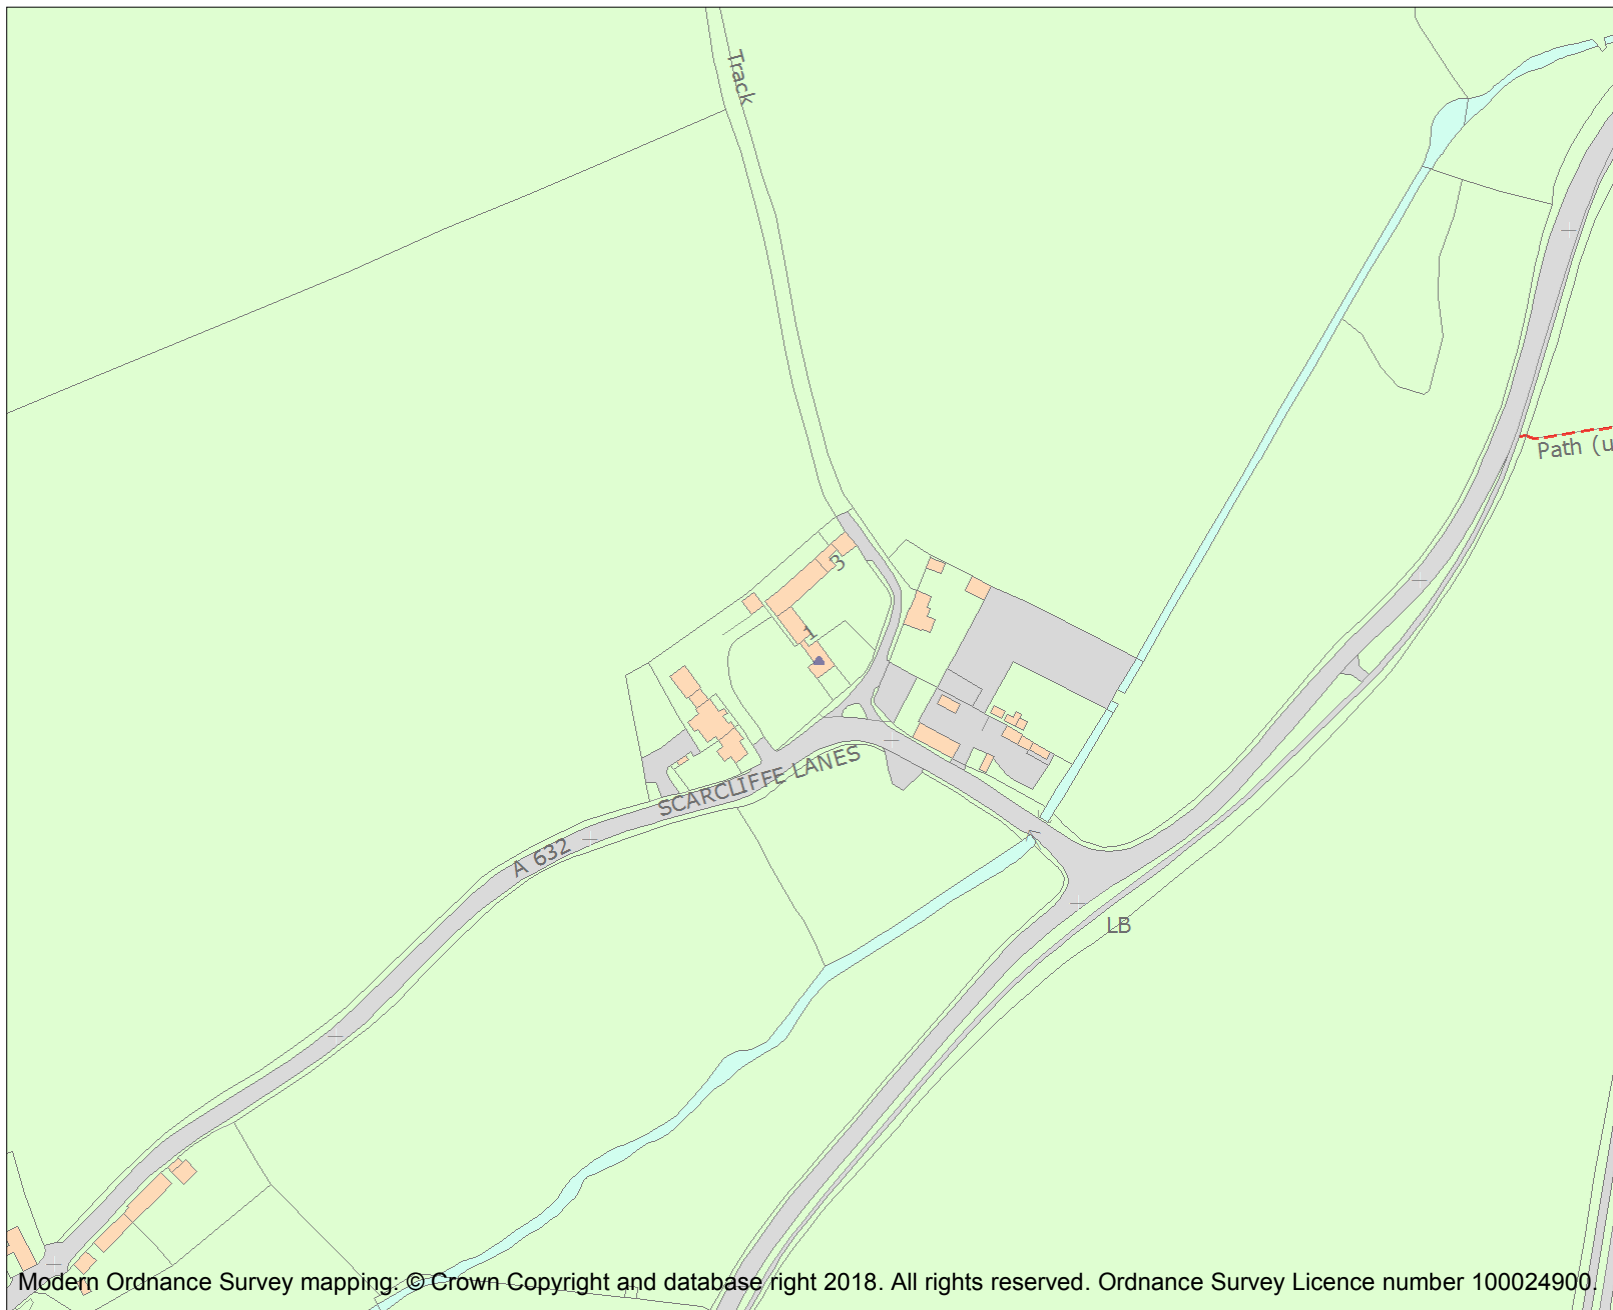 Track
Path (u
3
1
SCARCLIFFE LANES
A 632
LB
Modern Ordnance Survey mapping: © Crown Copyright and database right 2018. All rights reserved. Ordnance Survey Licence number 100024900.